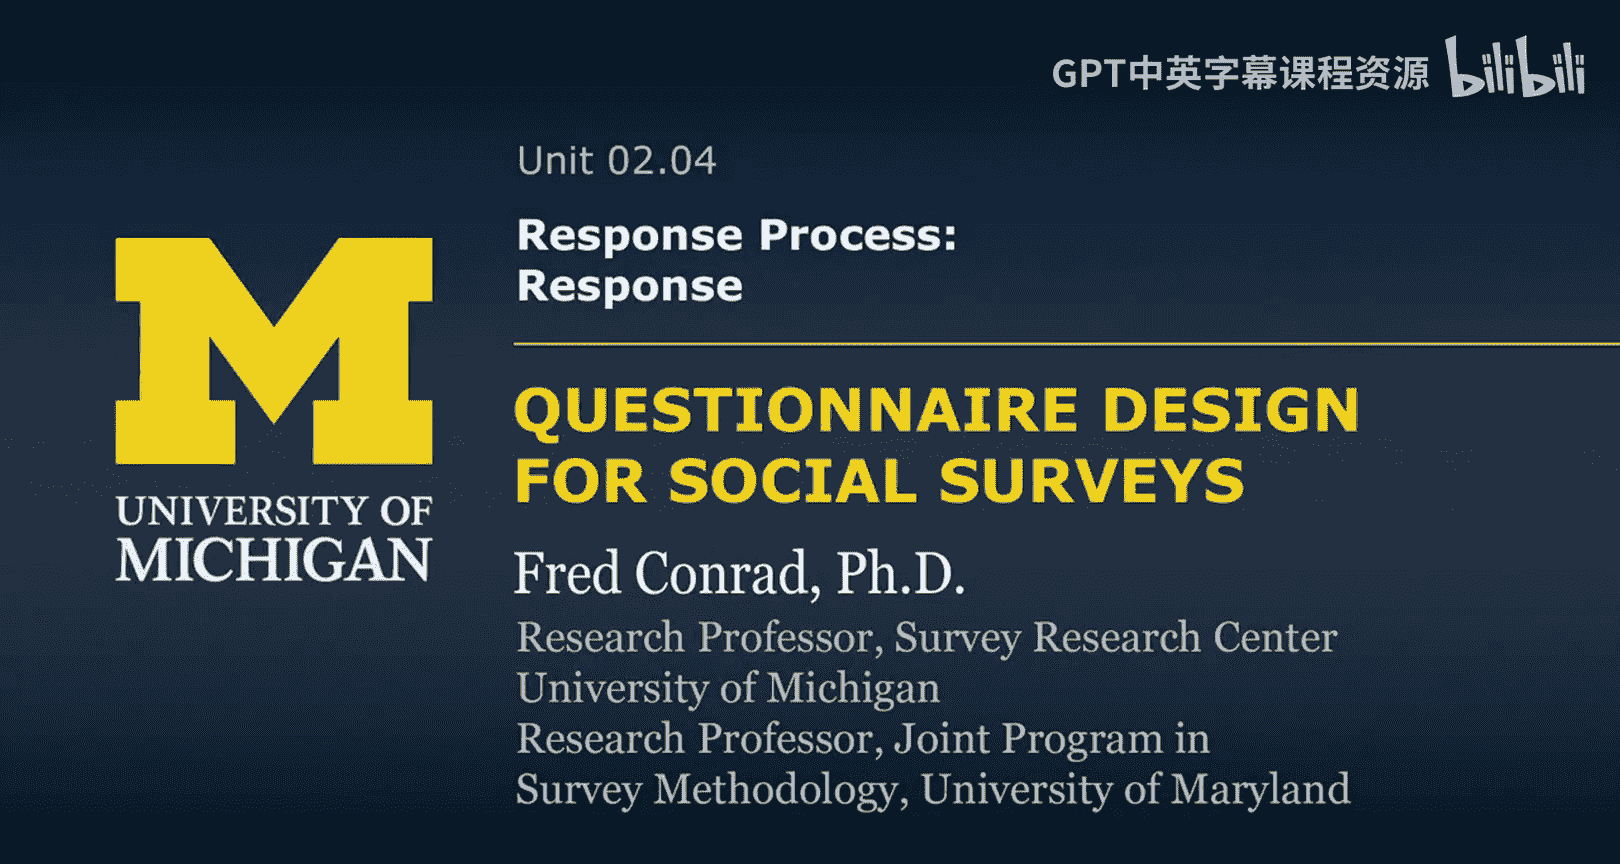 GPT中英字幕课程资源 bilibili
Unit 02.04
Response Process:
Response
QUESTIONNAIRE DESIGN
FOR SOCIAL SURVEYS
M
UNIVERSITY OF
MICHIGAN
Fred Conrad, Ph.D.
Research Professor, Survey Research Center
University of Michigan
Research Professor, Joint Program in
Survey Methodology, University of Maryland